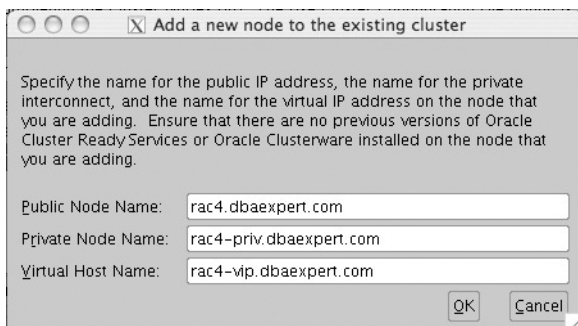 Add a new node to the existing cluster
Specify the name for the public IP address, the name for the private
interconnect, and the name for the virtual IP address on the node that
you are adding. Ensure that there are no previous versions of Oracle
Cluster Ready Services or Oracle Clusterware installed on the node that
you are adding.
Public Node Name: rac4.dbaexpert.com
Private Node Name: rac4-priv.dbaexpert.com
Virtual Host Name: rac4-vip.dbaexpert.com
OK Cancel